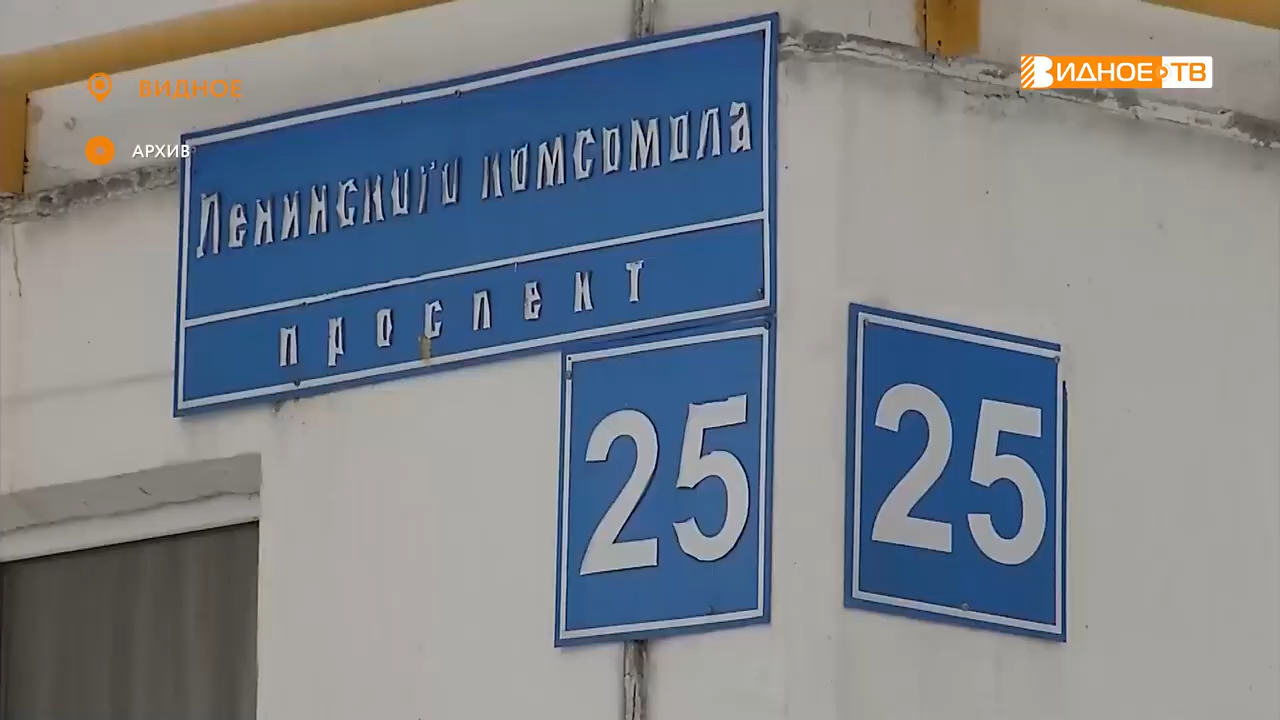 ВИДНОЕ
ВИДНОЕ ТВ
АРХИВ
Ленинского комсомола
проспект
25
25